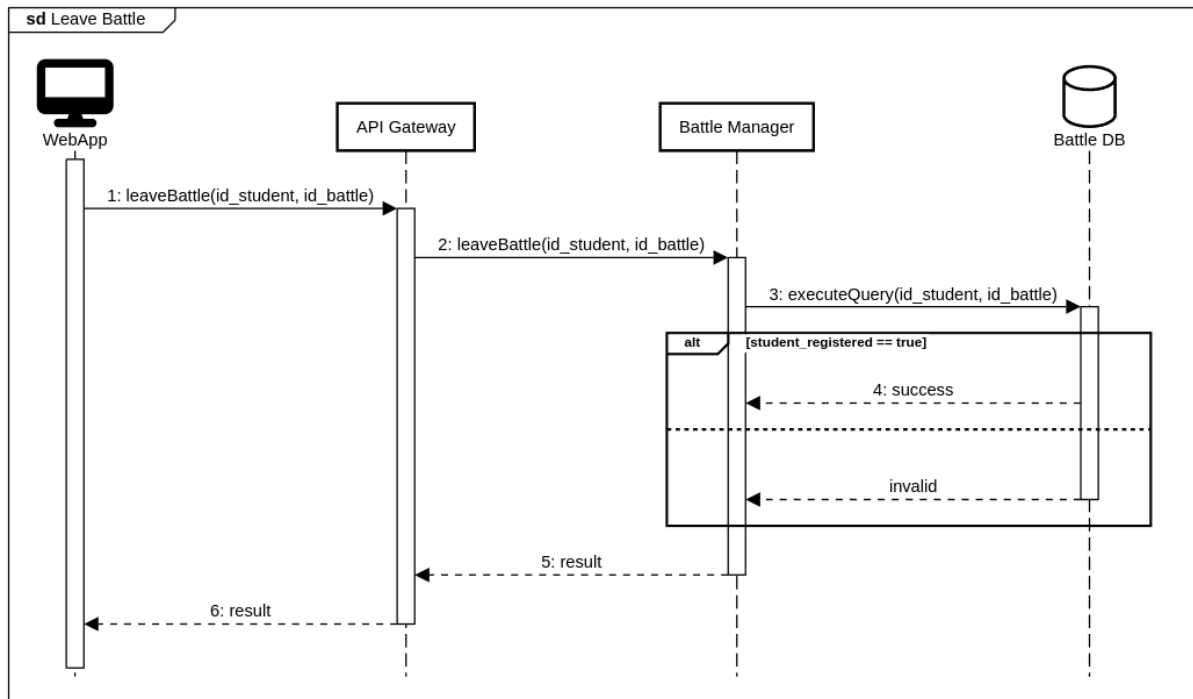 sd Leave Battle
WebApp
API Gateway
Battle Manager
Battle DB
1: leaveBattle(id_student, id_battle)
2: leaveBattle(id_student, id_battle)
3: executeQuery(id_student, id_battle)
alt
[student_registered == true]
4: success
invalid
5: result
6: result